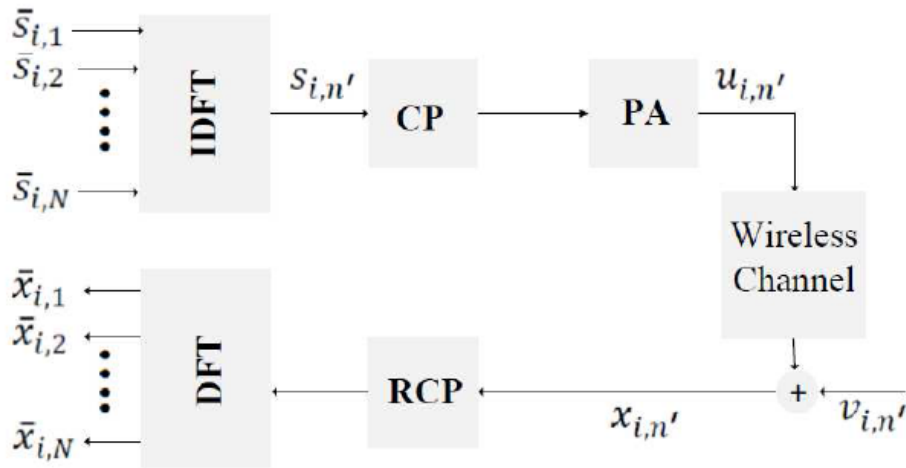 s̄ᵢ,₁
s̄ᵢ,₂
s̄ᵢ,N
IDFT
sᵢ,ₙ′
CP
PA
uᵢ,ₙ′
Wireless
Channel
x̄ᵢ,₁
x̄ᵢ,₂
x̄ᵢ,N
DFT
RCP
xᵢ,ₙ′
+
vᵢ,ₙ′